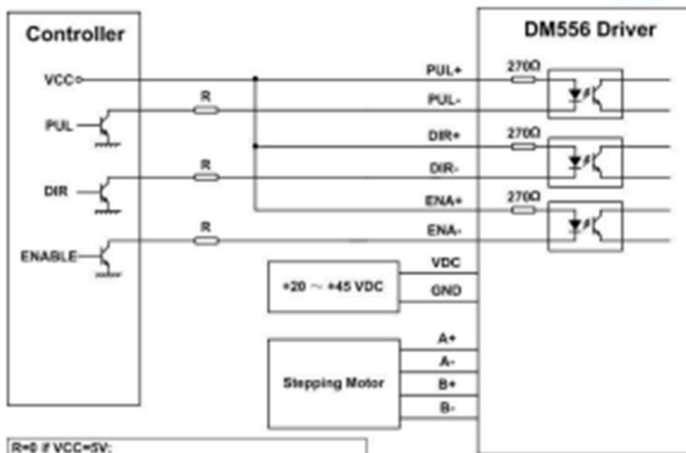 Controller
DM556 Driver
VCC
PUL+
270Ω
R
PUL-
PUL
DIR+
270Ω
R
DIR-
DIR
ENA+
270Ω
R
ENA-
ENABLE
VDC
+20 ~ +45 VDC
GND
A+
A-
Stepping Motor
B+
B-
R=0 if VCC=5V;